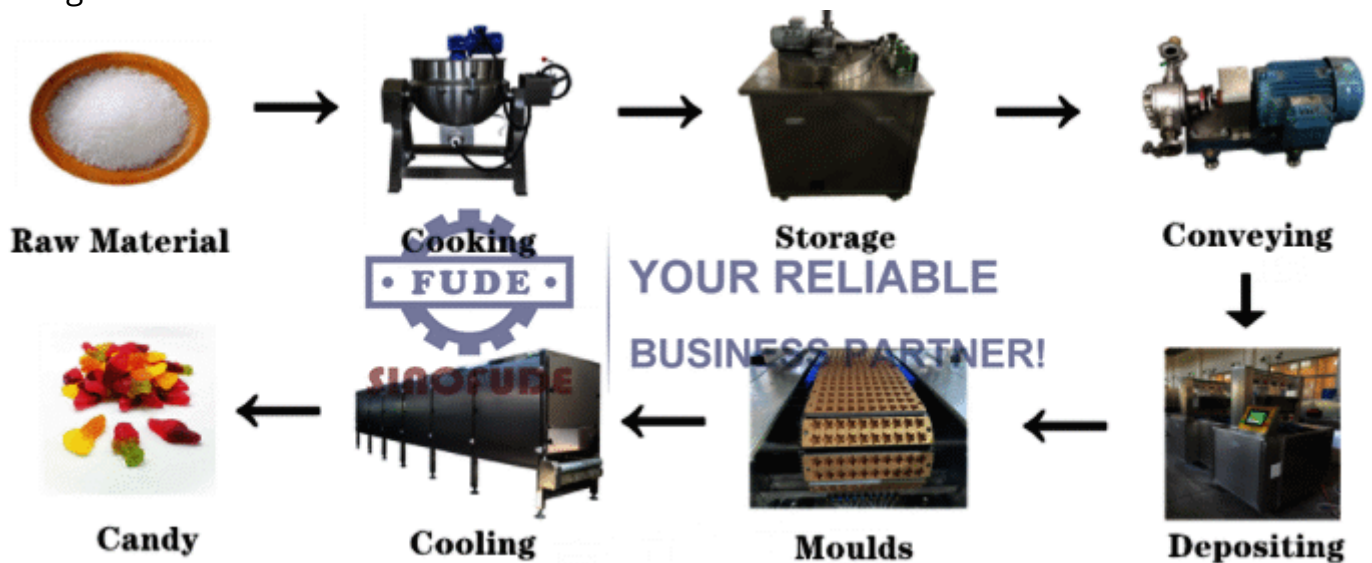 Raw Material
Cooking
Storage
Conveying
FUDE
SINOFUDE
YOUR RELIABLE
BUSINESS PARTNER!
Candy
Cooling
Moulds
Depositing